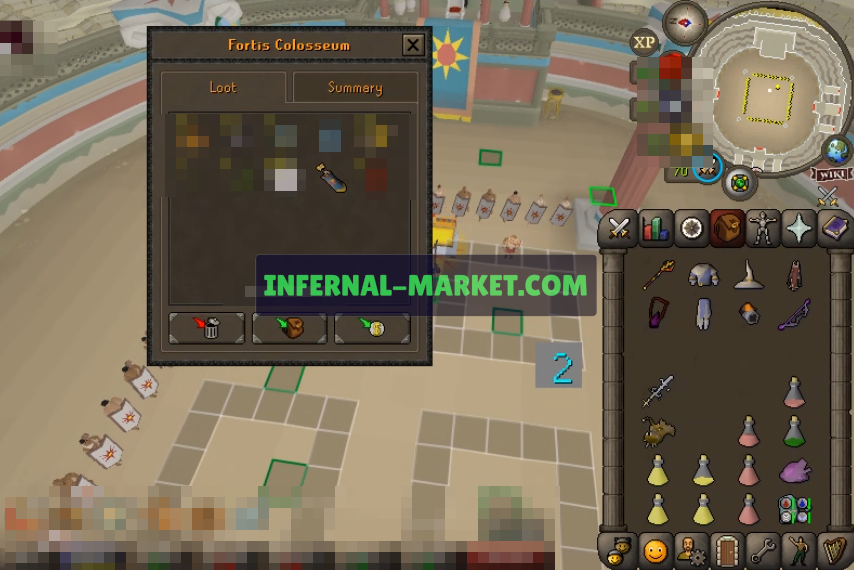 Fortis Colosseum
XP
Loot
Summary
70
WIKI
INFERNAL-MARKET.COM
2